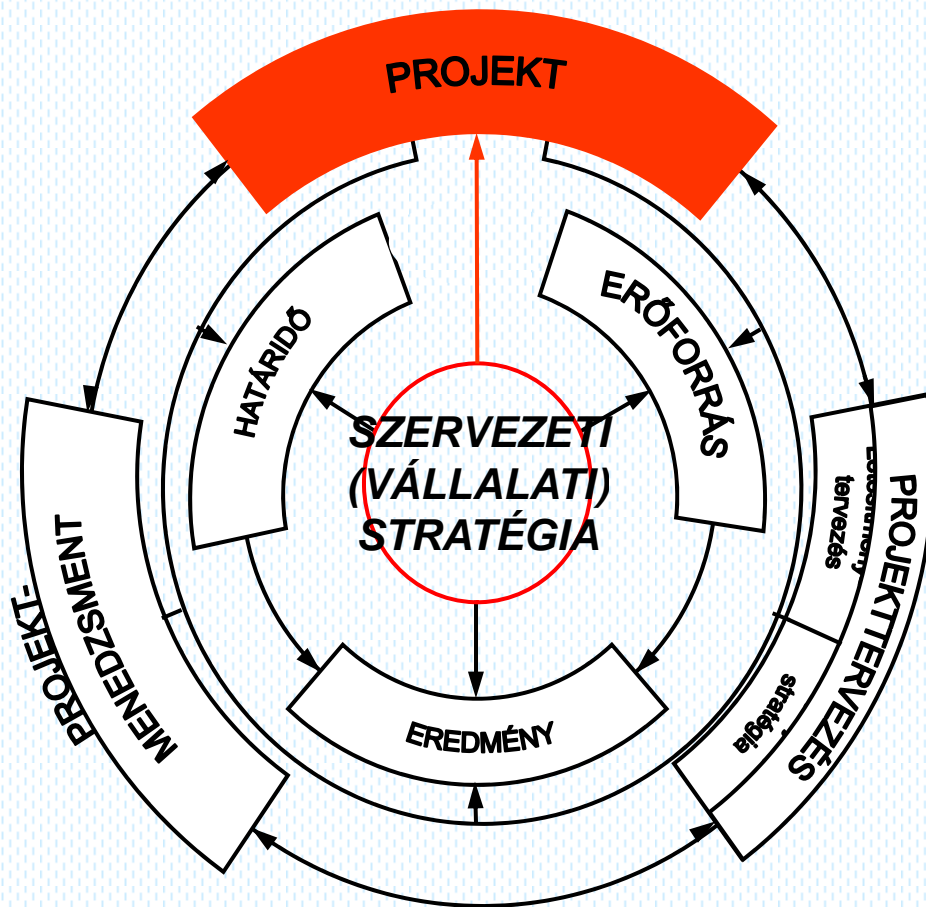 PROJEKT
HATÁRIDŐ
ERŐFORRÁS
SZERVEZETI
(VÁLLALATI)
STRATÉGIA
EREDMÉNY
PROJEKT-
MENEDZSMENT
PROJEKTTERVEZÉS
tervezés
stratégia